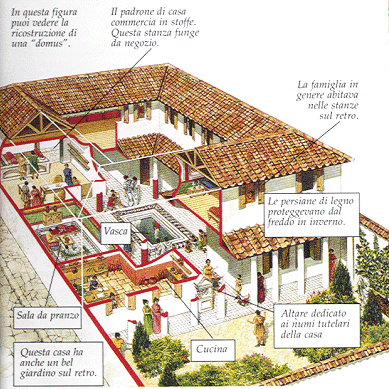 In questa figura
puoi vedere la
ricostruzione di
una "domus".
Il padrone di casa
commercia in stoffe.
Questa stanza funge
da negozio.
La famiglia in
genere abitava
nelle stanze
sul retro.
Le persiane di legno
proteggevano dal
freddo in inverno.
Vasca
Sala da pranzo
Cucina
Altare dedicato
ai numi tutelari
della casa
Questa casa ha
anche un bel
giardino sul retro.